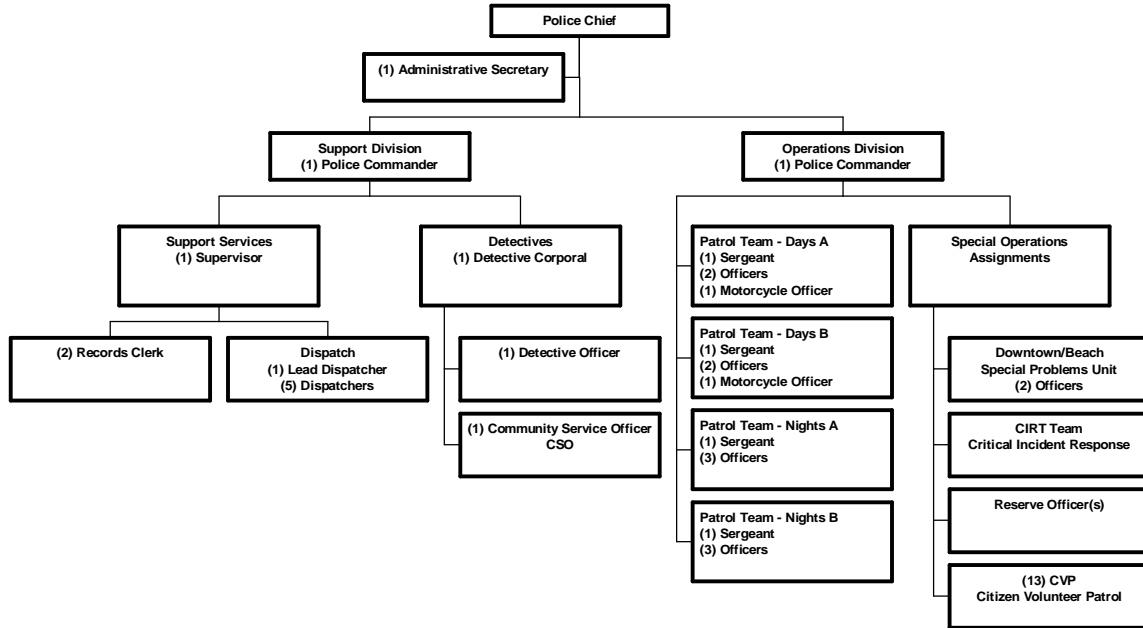 Police Chief
(1) Administrative Secretary
Support Division
(1) Police Commander
Operations Division
(1) Police Commander
Support Services
(1) Supervisor
Detectives
(1) Detective Corporal
Patrol Team - Days A
(1) Sergeant
(2) Officers
(1) Motorcycle Officer
Special Operations
Assignments
(2) Records Clerk
Dispatch
(1) Lead Dispatcher
(5) Dispatchers
(1) Detective Officer
Patrol Team - Days B
(1) Sergeant
(2) Officers
(1) Motorcycle Officer
Downtown/Beach
Special Problems Unit
(2) Officers
(1) Community Service Officer
CSO
Patrol Team - Nights A
(1) Sergeant
(3) Officers
CIRT Team
Critical Incident Response
Patrol Team - Nights B
(1) Sergeant
(3) Officers
Reserve Officer(s)
(13) CVP
Citizen Volunteer Patrol